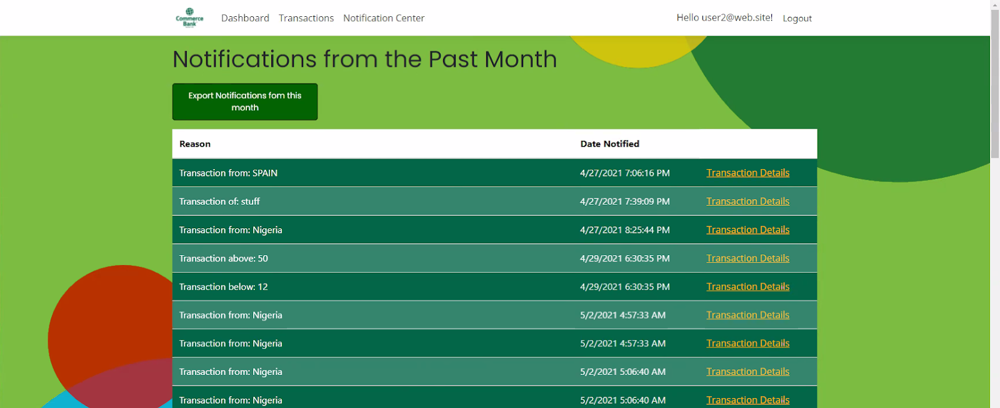 Commerce
Bank
Dashboard Transactions Notification Center Hello user2@web.site! Logout
Notifications from the Past Month
Export Notifications fom this
month
Reason Date Notified
Transaction from: SPAIN 4/27/2021 7:06:16 PM Transaction Details
Transaction of: stuff 4/27/2021 7:39:09 PM Transaction Details
Transaction from: Nigeria 4/27/2021 8:25:44 PM Transaction Details
Transaction above: 50 4/29/2021 6:30:35 PM Transaction Details
Transaction below: 12 4/29/2021 6:30:35 PM Transaction Details
Transaction from: Nigeria 5/2/2021 4:57:33 AM Transaction Details
Transaction from: Nigeria 5/2/2021 4:57:33 AM Transaction Details
Transaction from: Nigeria 5/2/2021 5:06:40 AM Transaction Details
Transaction from: Nigeria 5/2/2021 5:06:40 AM Transaction Details